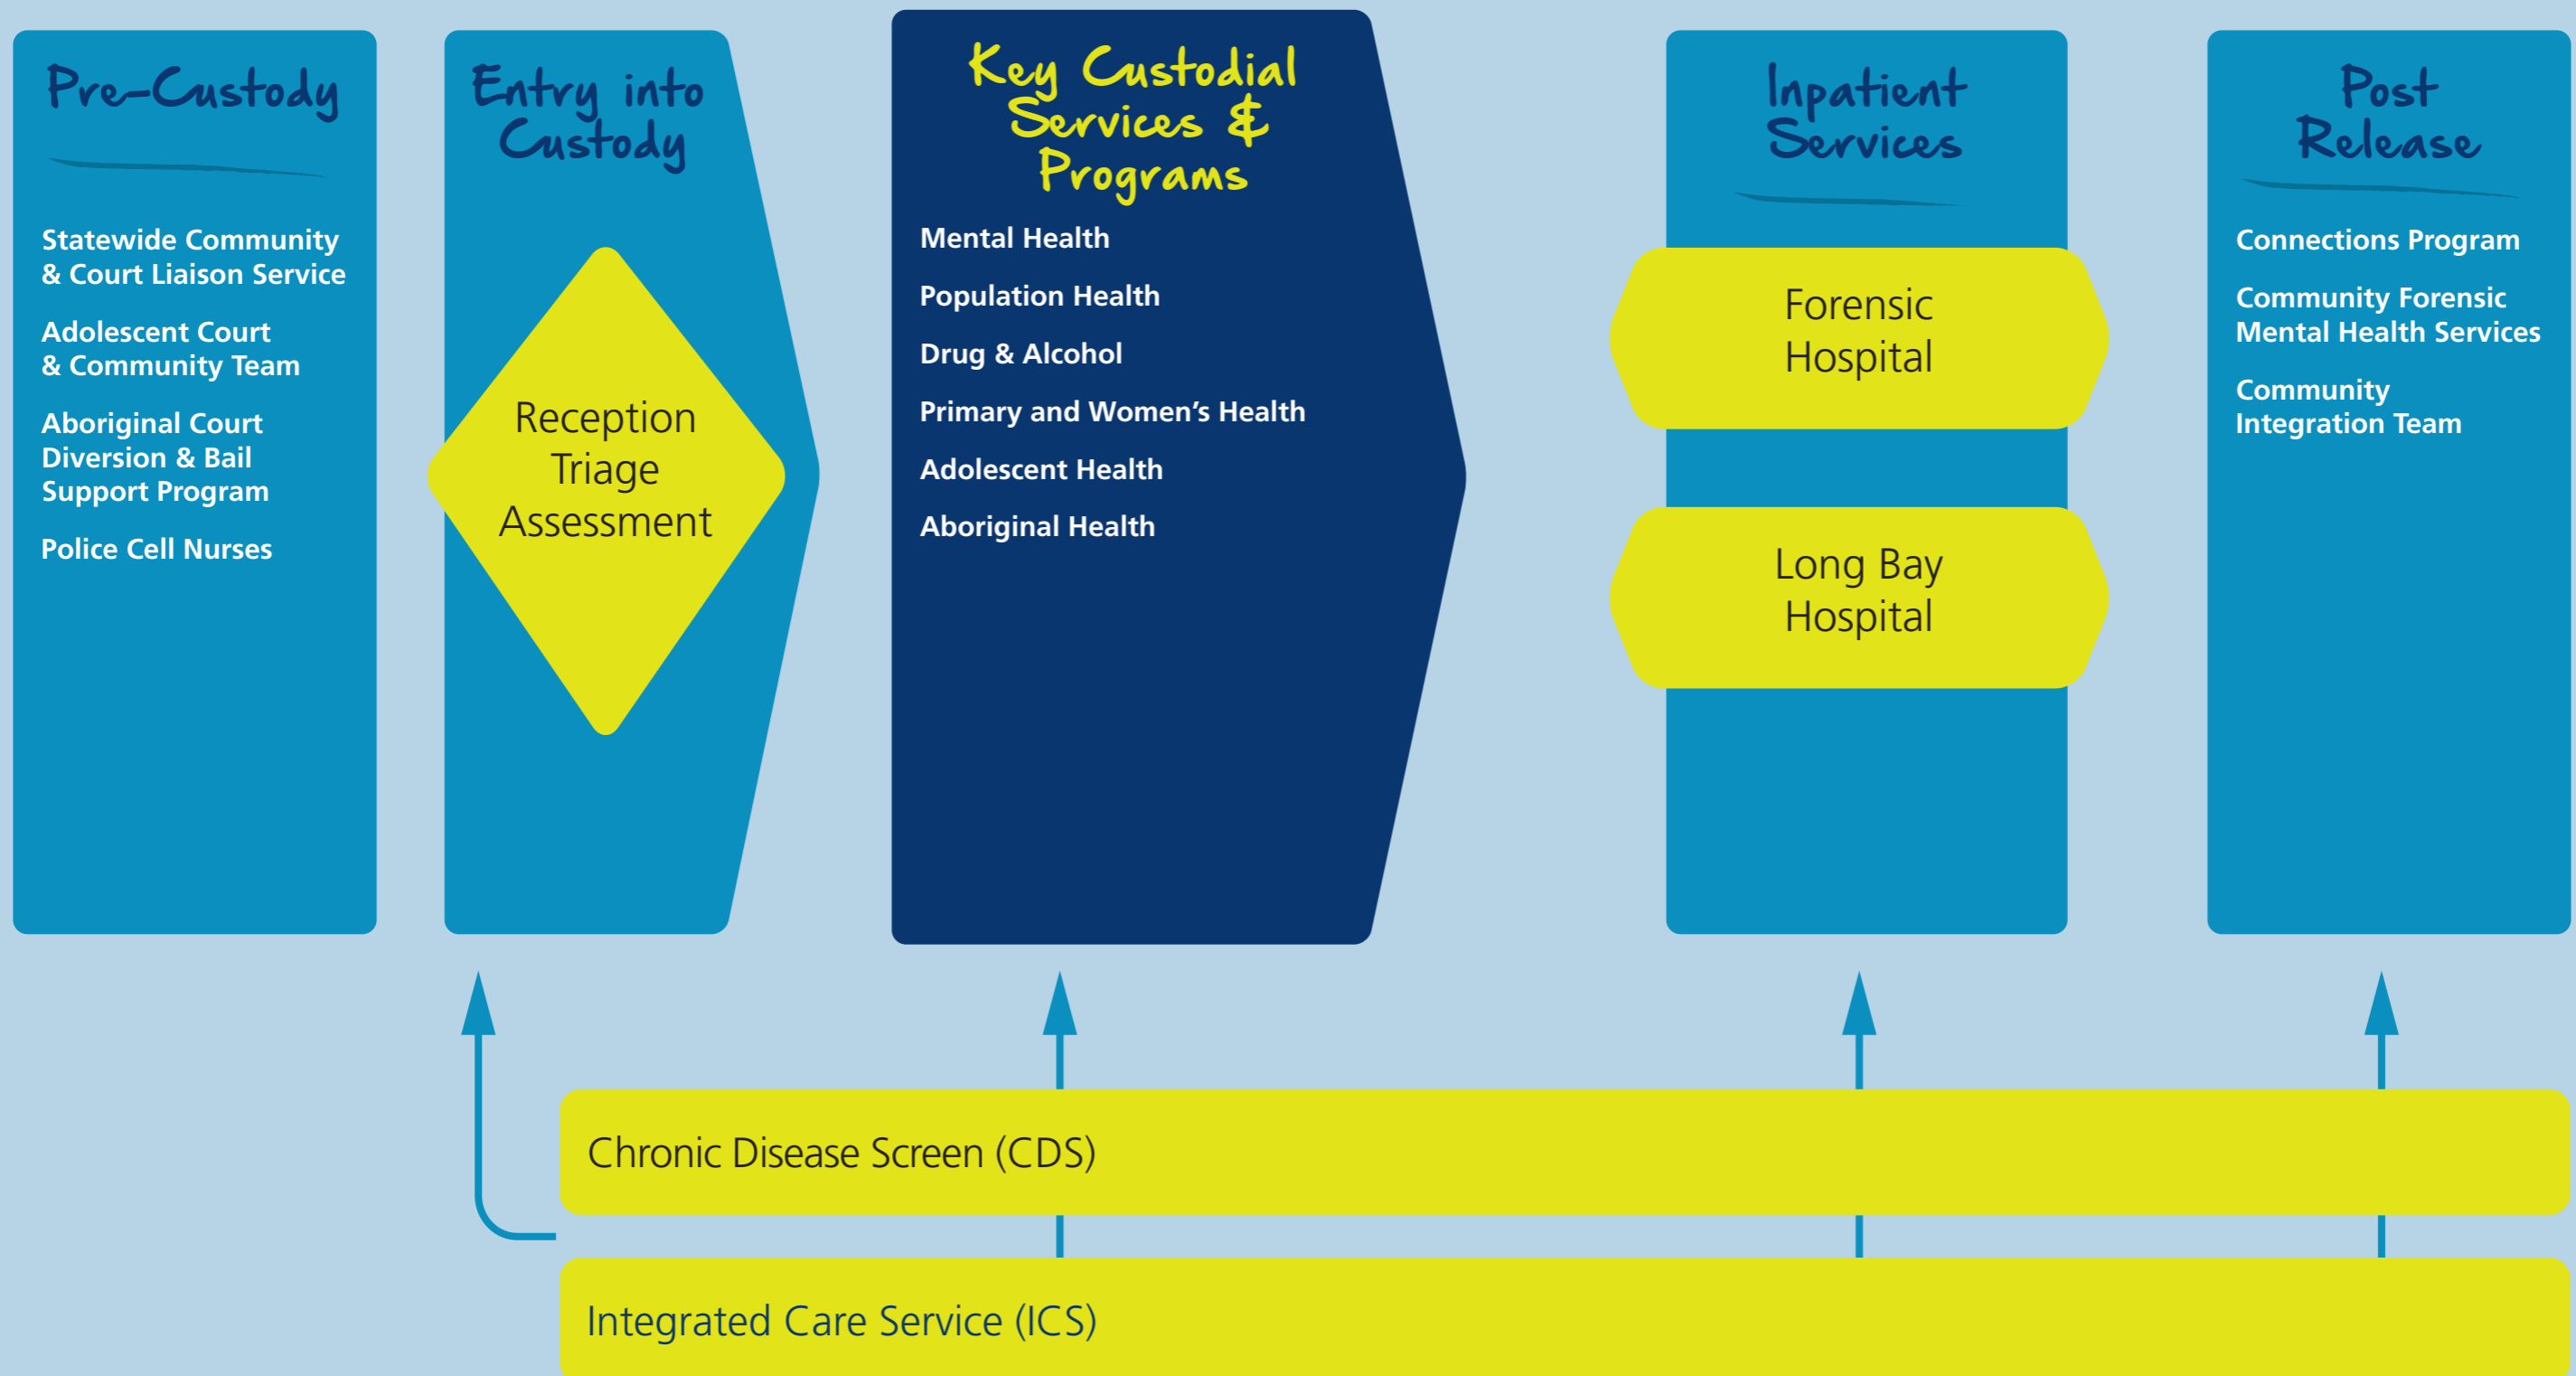 Pre-Custody
Statewide Community
& Court Liaison Service
Adolescent Court
& Community Team
Aboriginal Court
Diversion & Bail
Support Program
Police Cell Nurses
Entry into
Custody
Reception
Triage
Assessment
Key Custodial
Services &
Programs
Mental Health
Population Health
Drug & Alcohol
Primary and Women’s Health
Adolescent Health
Aboriginal Health
Inpatient
Services
Forensic
Hospital
Long Bay
Hospital
Post
Release
Connections Program
Community Forensic
Mental Health Services
Community
Integration Team
Chronic Disease Screen (CDS)
Integrated Care Service (ICS)